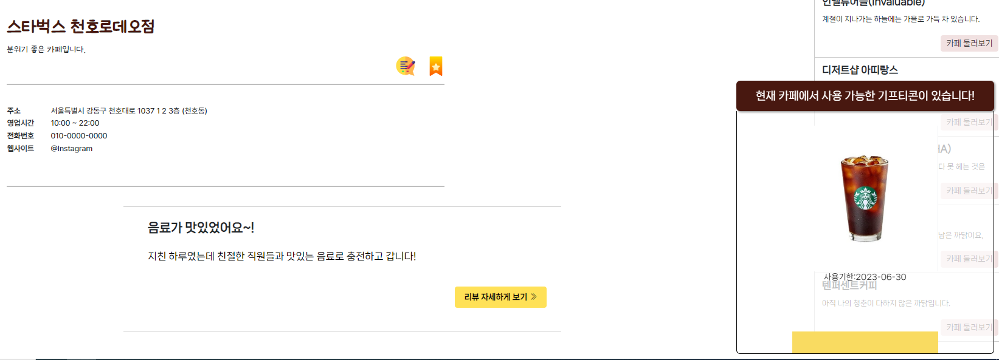 스타벅스 천호로데오점
분위기 좋은 카페입니다.
주소 서울특별시 강동구 천호대로 1037 1 2 3층 (천호동)
영업시간 10:00 ~ 22:00
전화번호 010-0000-0000
웹사이트 @Instagram
음료가 맛있었어요~!
지친 하루였는데 친절한 직원들과 맛있는 음료로 충전하고 갑니다!
리뷰 자세하게 보기
인밸류어블(Invaluable)
계절이 지나가는 하늘에는 가을로 가득 차 있습니다.
카페 둘러보기
디저트샵 아띠랑스
현재 카페에서 사용 가능한 기프티콘이 있습니다!
카페 둘러보기
다 못 헤는 것은
카페 둘러보기
남은 까닭이요,
카페 둘러보기
사용기한:2023-06-30
텐퍼센트커피
아직 나의 청춘이 다하지 않은 까닭입니다.
카페 둘러보기